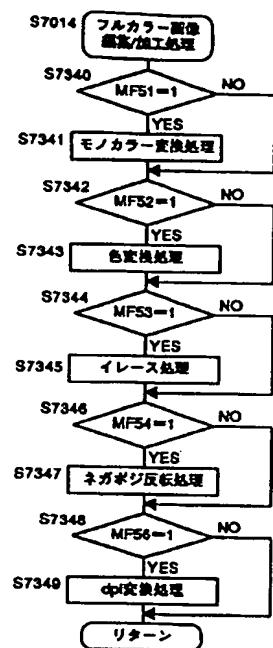 S7014
フルカラー画像
編集/加工処理
S7340
MF51=1
NO
YES
S7341
モノカラー変換処理
S7342
MF52=1
NO
YES
S7343
色変換処理
S7344
MF53=1
NO
YES
S7345
イレース処理
S7346
MF54=1
NO
YES
S7347
ネガポジ反転処理
S7348
MF56=1
NO
YES
S7349
dpi変換処理
リターン